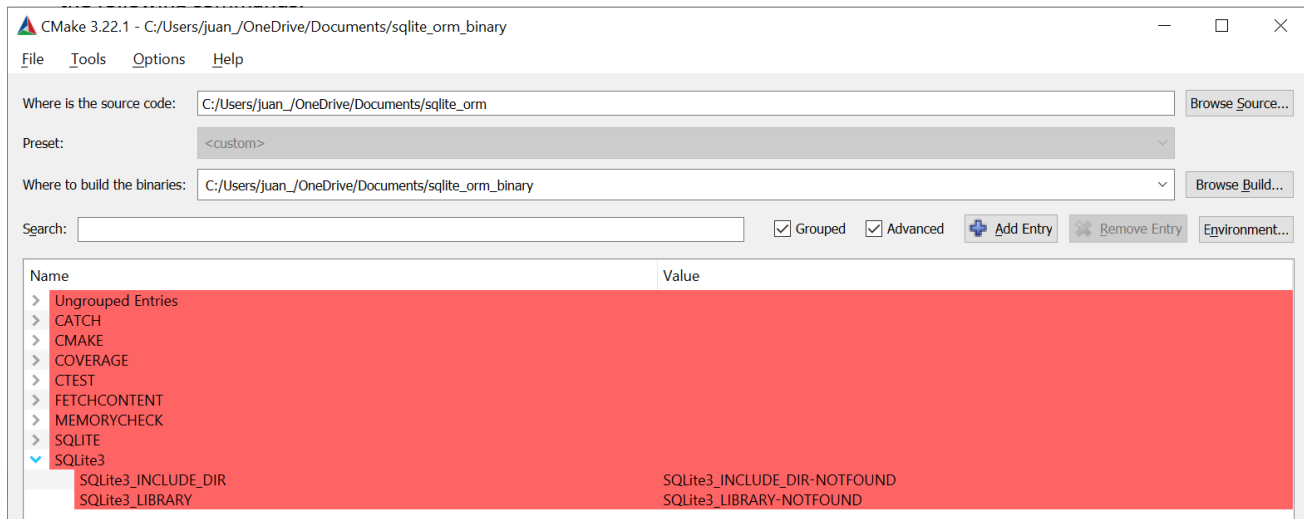 the following commands.
CMake 3.22.1 - C:/Users/juan_/OneDrive/Documents/sqlite_orm_binary
File Tools Options Help
Where is the source code: C:/Users/juan_/OneDrive/Documents/sqlite_orm Browse Source...
Preset: <custom>
Where to build the binaries: C:/Users/juan_/OneDrive/Documents/sqlite_orm_binary Browse Build...
Search: Grouped Advanced Add Entry Remove Entry Environment...
Name Value
Ungrouped Entries
CATCH
CMAKE
COVERAGE
CTEST
FETCHCONTENT
MEMORYCHECK
SQLITE
SQLite3
SQLite3_INCLUDE_DIR SQLite3_INCLUDE_DIR-NOTFOUND
SQLite3_LIBRARY SQLite3_LIBRARY-NOTFOUND